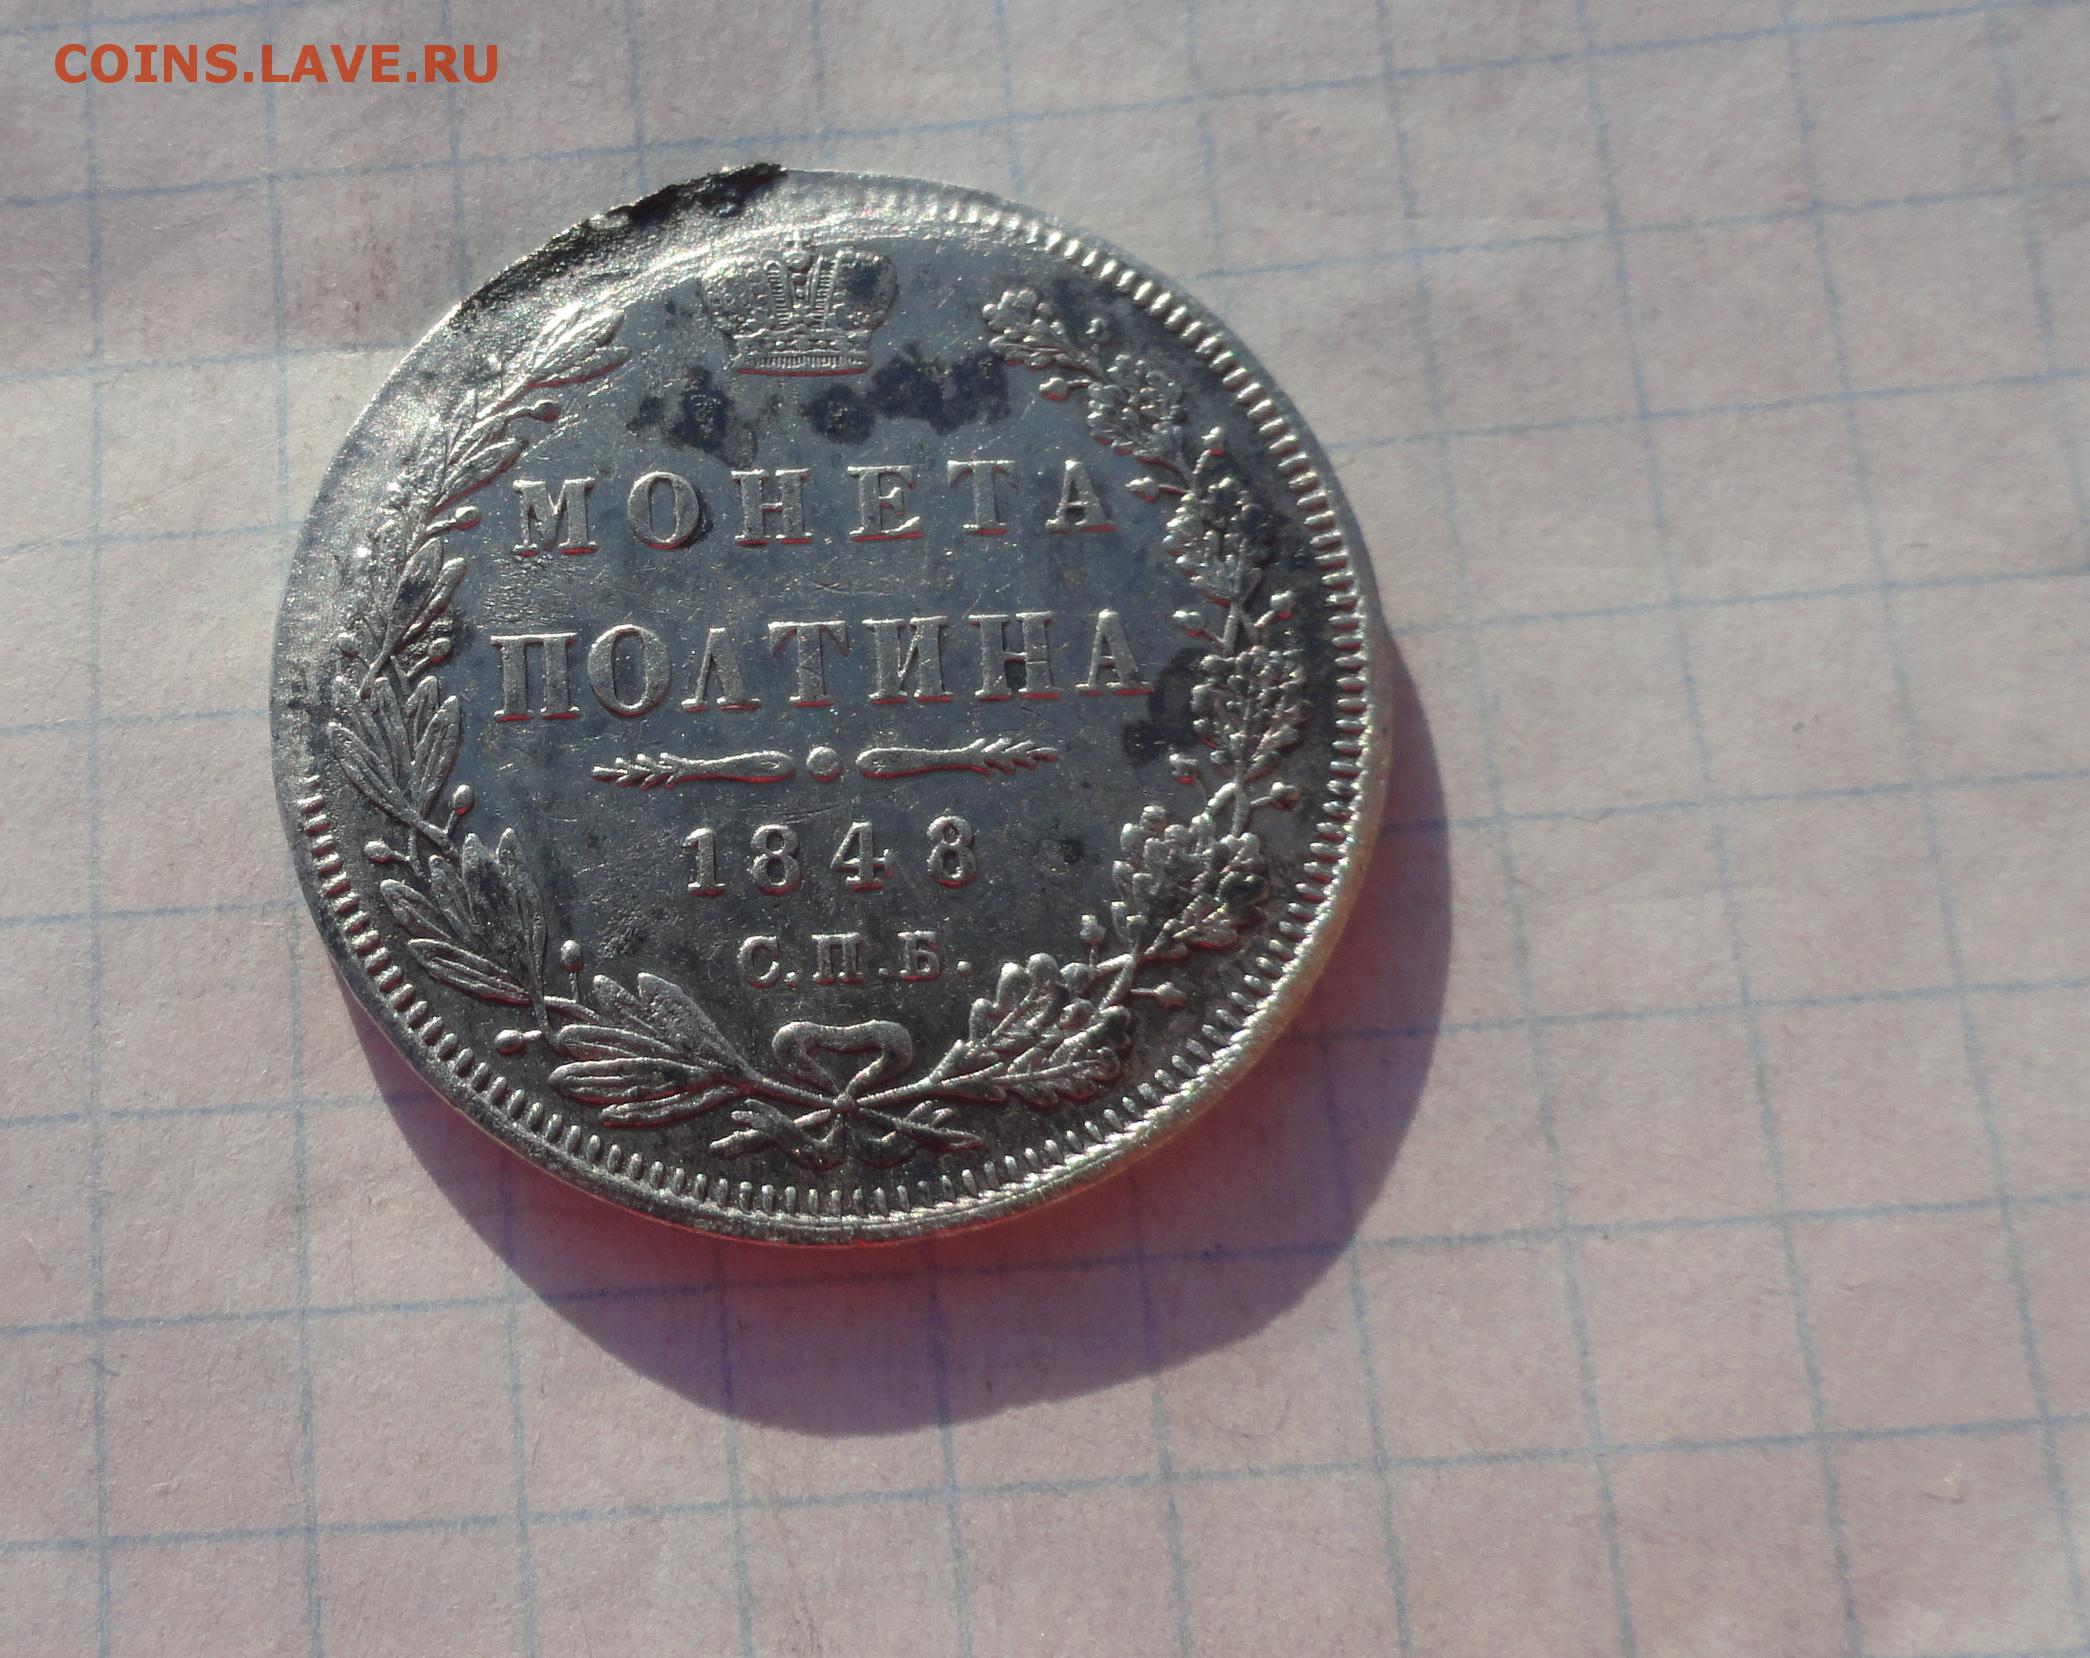 COINS.LAVE.RU
МОНЕТА
ПОЛТИНА
1848
С.П.Б.